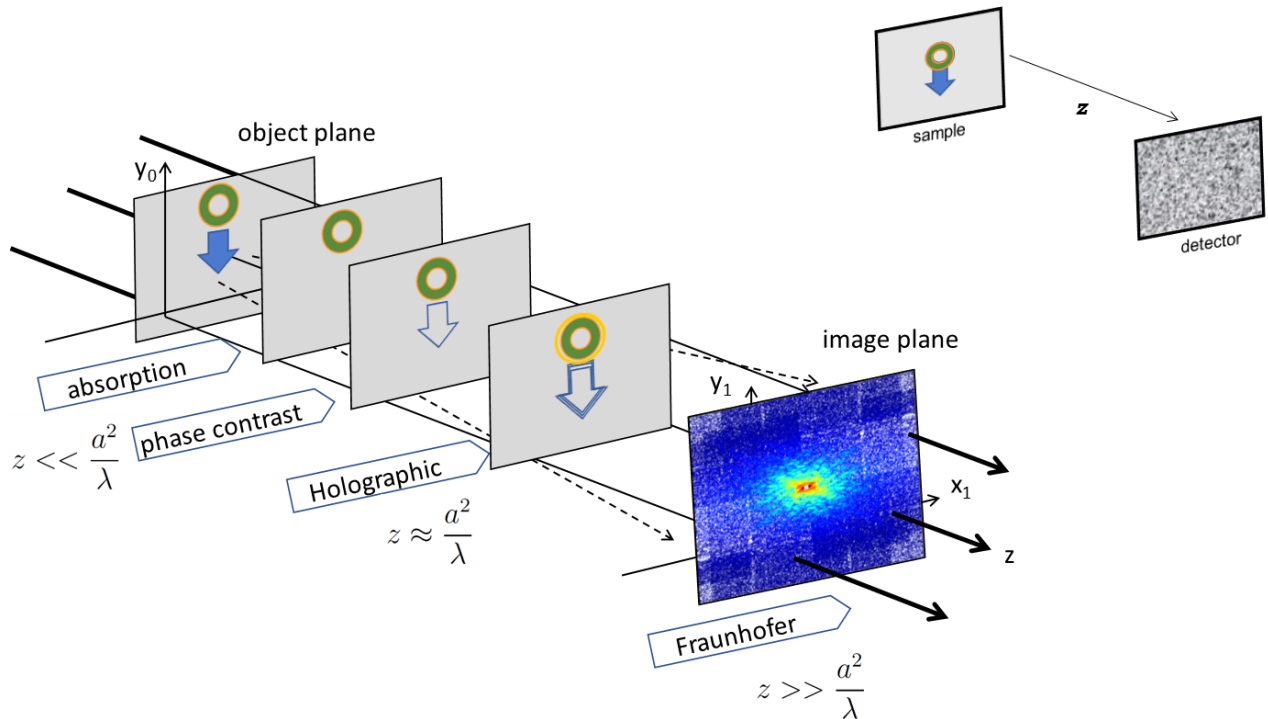 object plane
y₀
sample
z
detector
absorption
z << a²/λ
phase contrast
Holographic
z ≈ a²/λ
image plane
y₁
x₁
z
Fraunhofer
z >> a²/λ